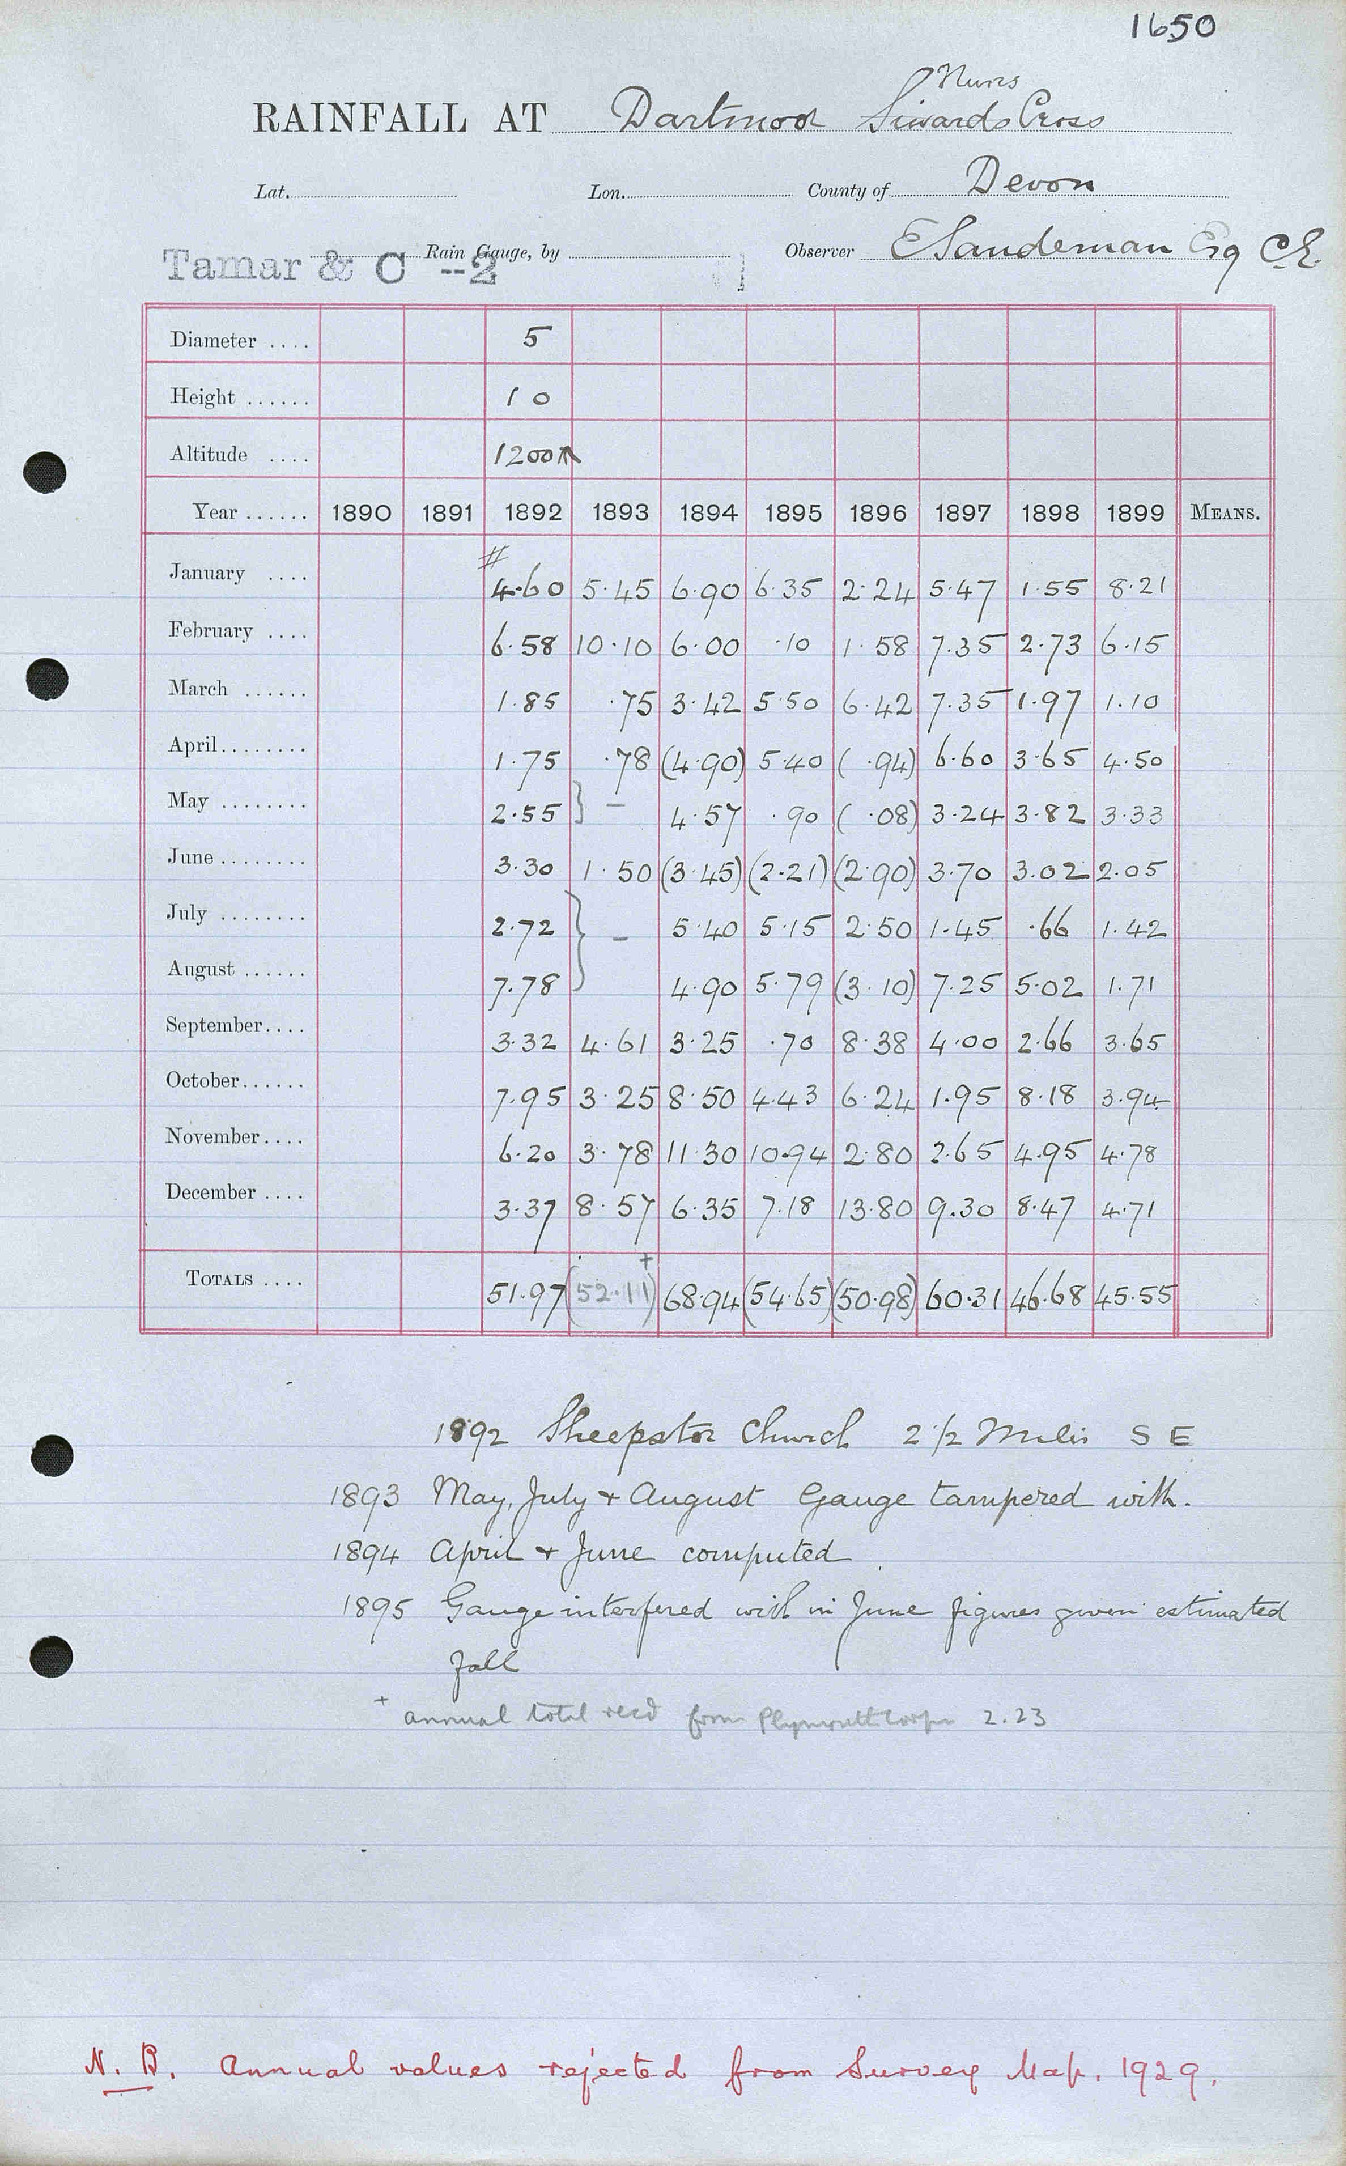 1650
Nuns
RAINFALL AT Dartmoor Siwards Cross
Lat. Lon. County of Devon
Tamar & C --2 Rain Gauge, by Observer E Sandeman Esq C.E.
Diameter .... 5
Height ...... 10
Altitude .... 1200
Year ...... 1890 1891 1892 1893 1894 1895 1896 1897 1898 1899 MEANS.
#
January .... 4.60 5.45 6.90 6.35 2.24 5.47 1.55 8.21
February .... 6.58 10.10 6.00 .10 1.58 7.35 2.73 6.15
March ...... 1.85 .75 3.42 5.50 6.42 7.35 1.97 1.10
April........ 1.75 .78 (4.90) 5.40 ( .94) 6.60 3.65 4.50
May ........ 2.55 } – 4.57 .90 ( .08) 3.24 3.82 3.33
June ........ 3.30 1.50 (3.45) (2.21) (2.90) 3.70 3.02 2.05
July ........ 2.72 } – 5.40 5.15 2.50 1.45 .66 1.42
August ...... 7.78 4.90 5.79 (3.10) 7.25 5.02 1.71
September.... 3.32 4.61 3.25 .70 8.38 4.00 2.66 3.65
October...... 7.95 3.25 8.50 4.43 6.24 1.95 8.18 3.94
November.... 6.20 3.78 11.30 10.94 2.80 2.65 4.95 4.78
December .... 3.37 8.57 6.35 7.18 13.80 9.30 8.47 4.71
TOTALS .... 51.97 (52.11)+ 68.94 (54.65) (50.98) 60.31 46.68 45.55
1892 Sheepstor Church 2 1/2 Miles S E
1893 May, July + August Gauge tampered with.
1894 April + June computed
1895 Gauge interfered with in June figures given estimated
fall
+ annual total recd from Plymouth Corpn 2.23
N.B. Annual values rejected from Survey Map. 1929.